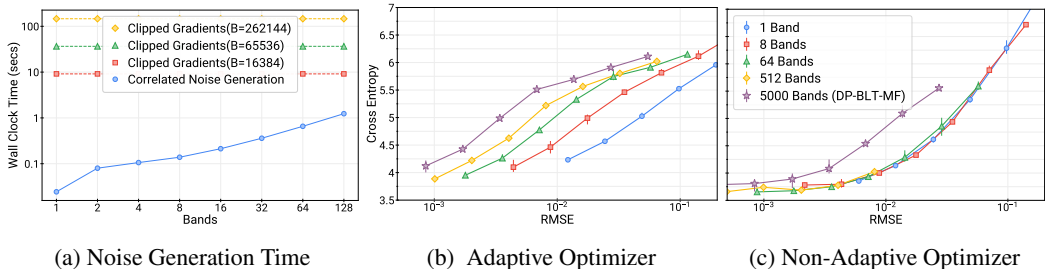 Wall Clock Time (secs)
100
10
1
0.1
Clipped Gradients(B=262144)
Clipped Gradients(B=65536)
Clipped Gradients(B=16384)
Correlated Noise Generation
1 2 4 8 16 32 64 128
Bands
(a) Noise Generation Time
Cross Entropy
7
6.5
6
5.5
5
4.5
4
3.5
10⁻³ 10⁻² 10⁻¹
RMSE
(b) Adaptive Optimizer
1 Band
8 Bands
64 Bands
512 Bands
5000 Bands (DP-BLT-MF)
10⁻³ 10⁻² 10⁻¹
RMSE
(c) Non-Adaptive Optimizer